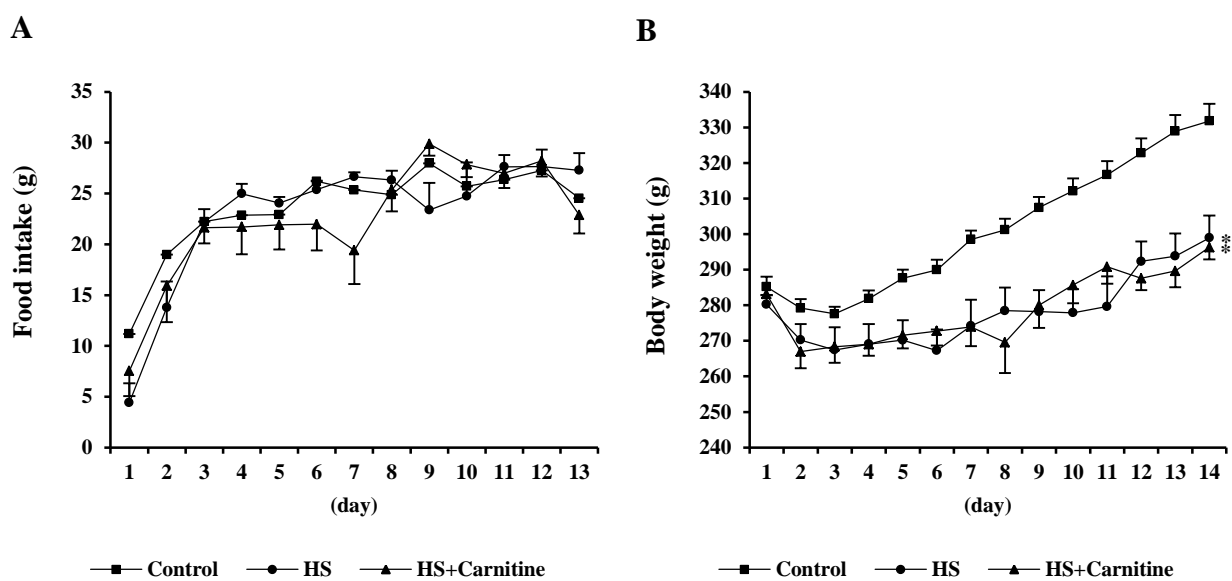 A
B
Food intake (g)
35
30
25
20
15
10
5
0
1 2 3 4 5 6 7 8 9 10 11 12 13
(day)
Control HS HS+Carnitine
Body weight (g)
340
330
320
310
300
290
280
270
260
250
240
1 2 3 4 5 6 7 8 9 10 11 12 13 14
(day)
**
Control HS HS+Carnitine